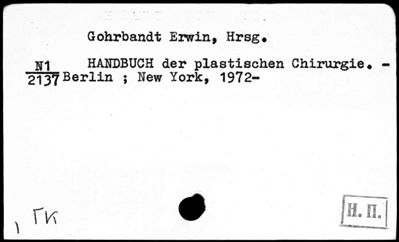 Gohrbandt Erwin, Hrsg.
N1 HANDBUCH der plastischen Chirurgie. -
2137 Berlin ; New York, 1972-
ГК
Н. П.